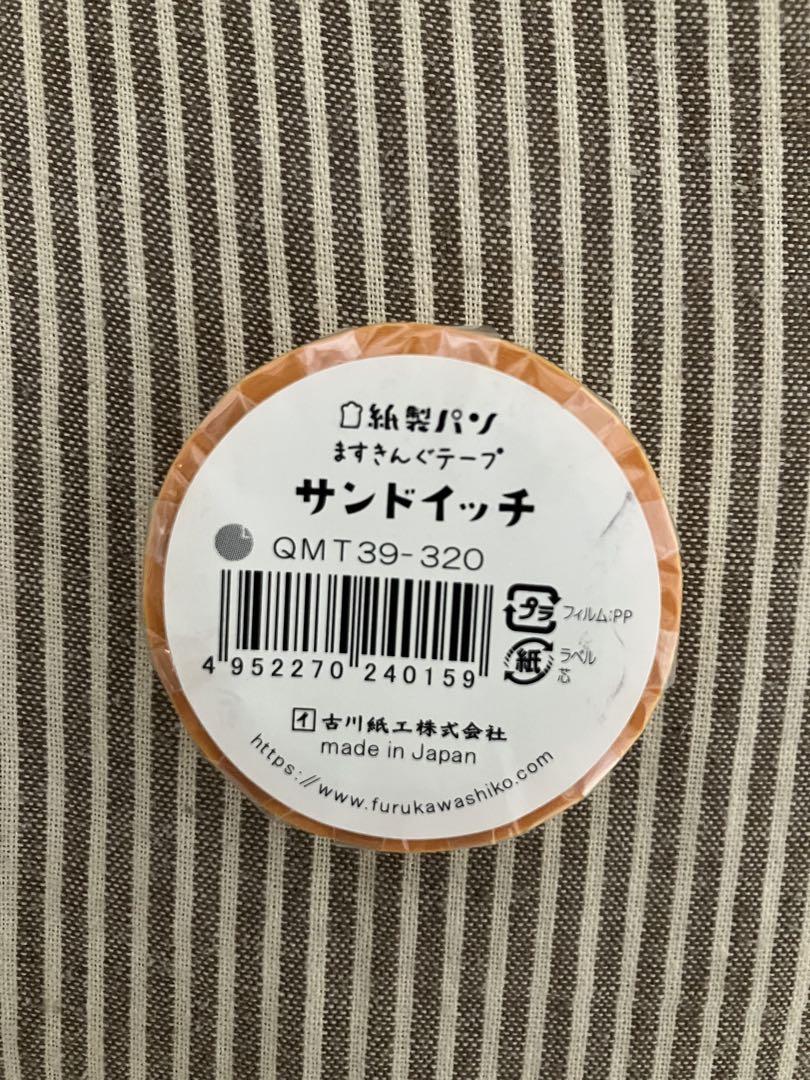 紙製パン
ますきんぐテープ
サンドイッチ
QMT39-320
プラ フィルム:PP
紙 ラベル
芯
4 952270 240159
イ 古川紙工株式会社
made in Japan
https://www.furukawashiko.com